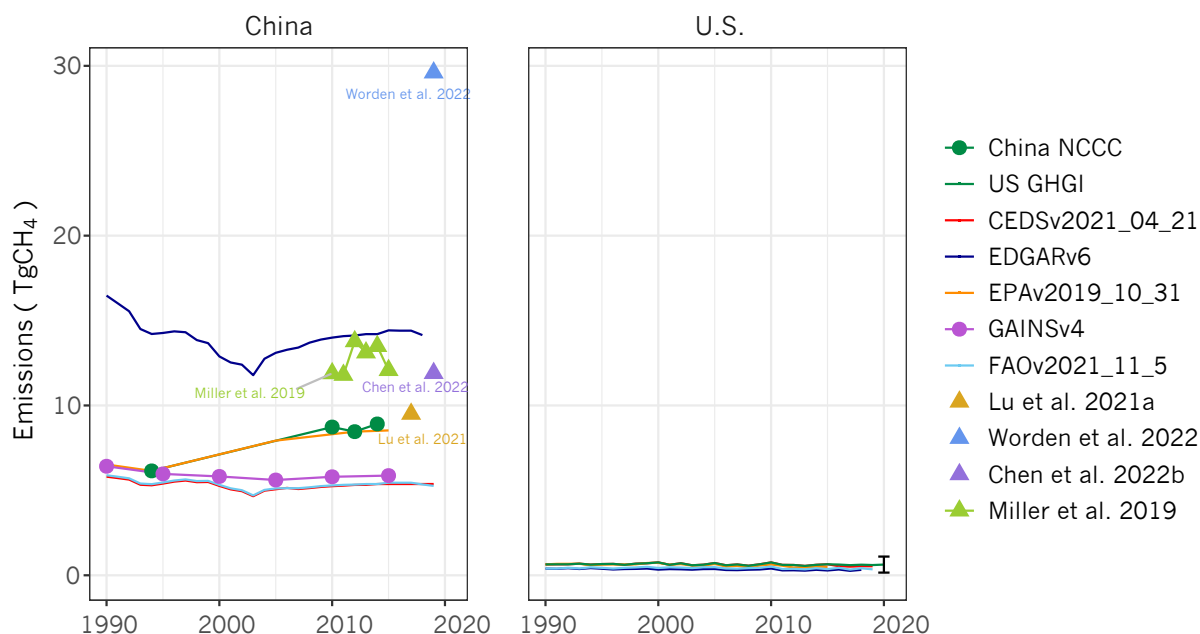 China
U.S.
Emissions ( TgCH₄ )
30
20
10
0
Worden et al. 2022
Miller et al. 2019
Chen et al. 2022
Lu et al. 2021
1990
2000
2010
2020
1990
2000
2010
2020
China NCCC
US GHGI
CEDSv2021_04_21
EDGARv6
EPAv2019_10_31
GAINSv4
FAOv2021_11_5
Lu et al. 2021a
Worden et al. 2022
Chen et al. 2022b
Miller et al. 2019